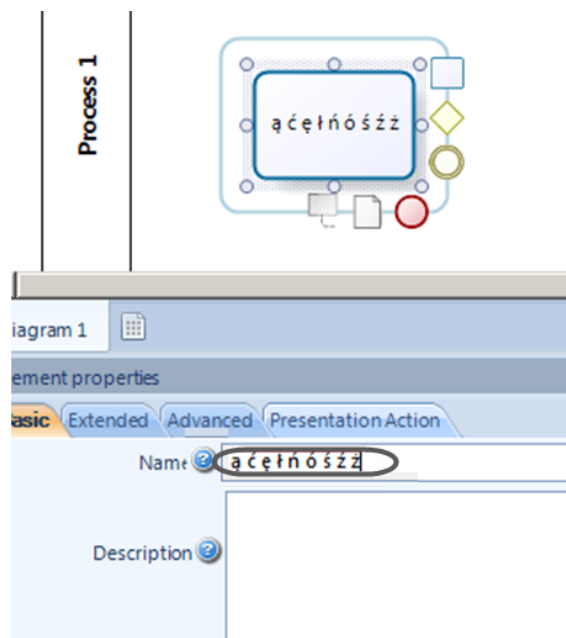 Process 1
ą ć ę ł ń ó ś ź ż
iagram 1
ement properties
asic Extended Advanced Presentation Action
Name ą ć ę ł ń ó ś ź ż
Description